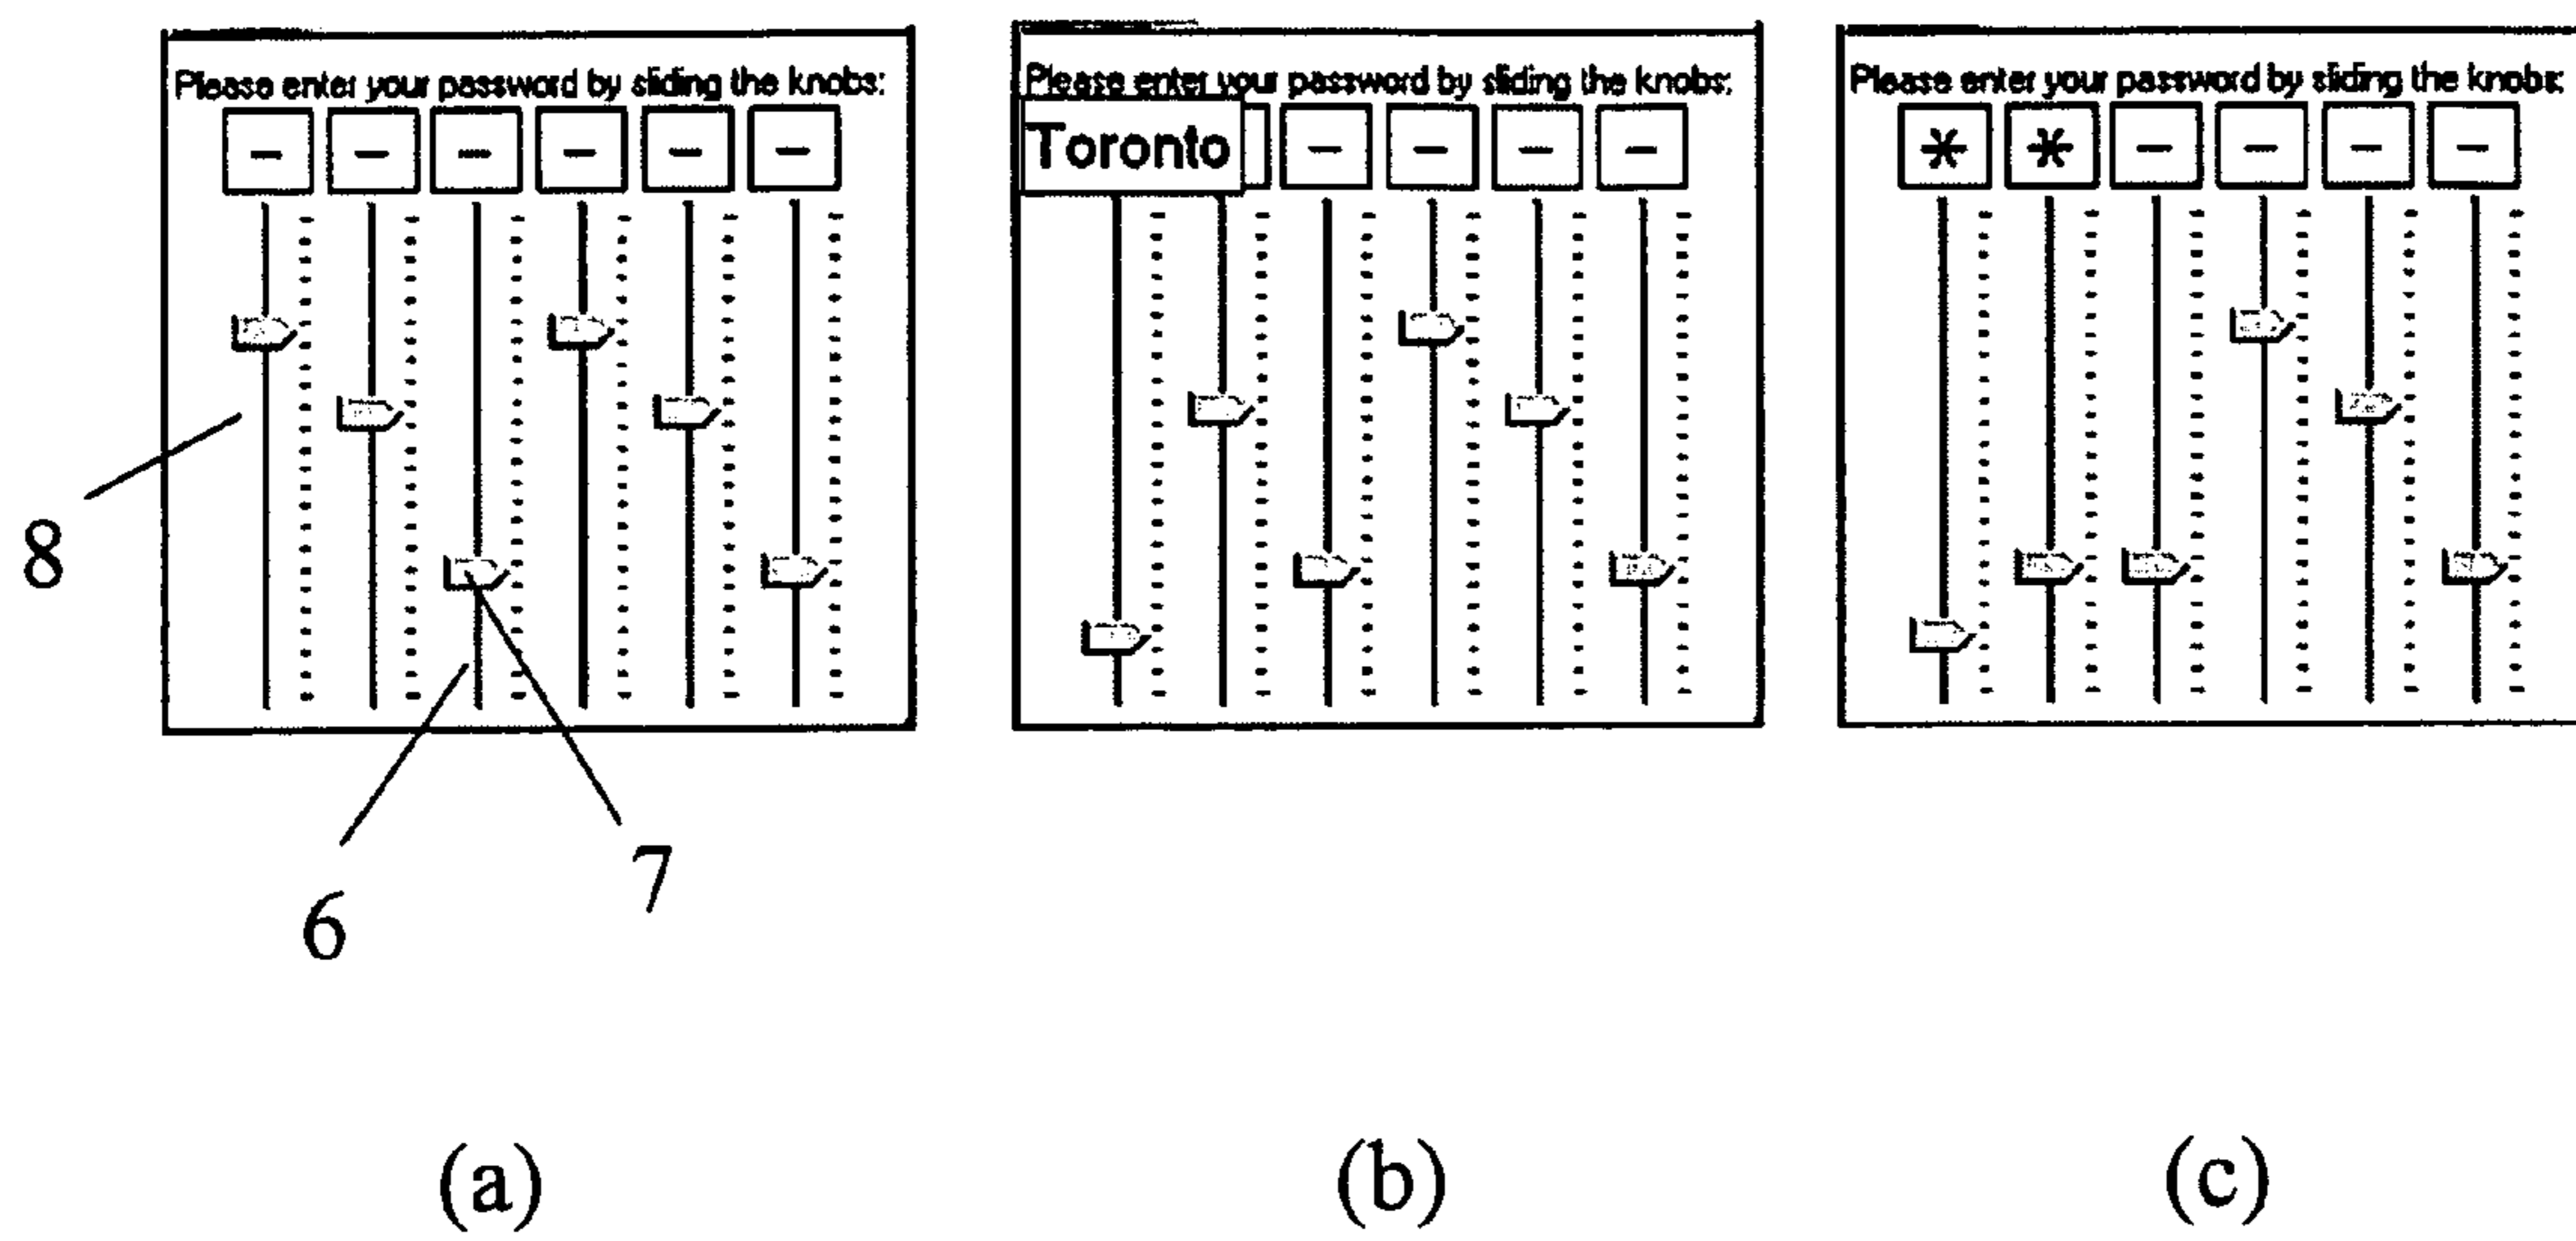 Please enter your password by sliding the knobs:
- - - - - -
Please enter your password by sliding the knobs:
Toronto - - - -
Please enter your password by sliding the knobs:
* * - - - -
8
7
6
(a)
(b)
(c)